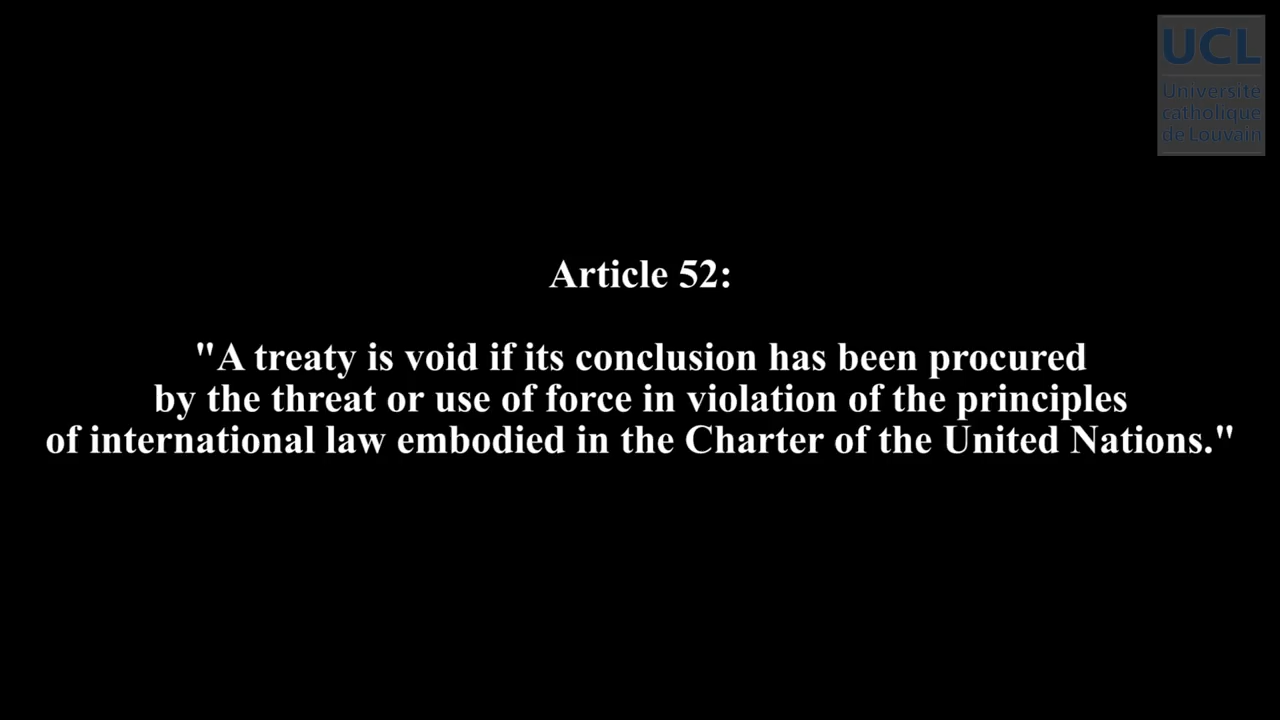 UCL
Université
catholique
de Louvain
Article 52:
"A treaty is void if its conclusion has been procured
by the threat or use of force in violation of the principles
of international law embodied in the Charter of the United Nations."